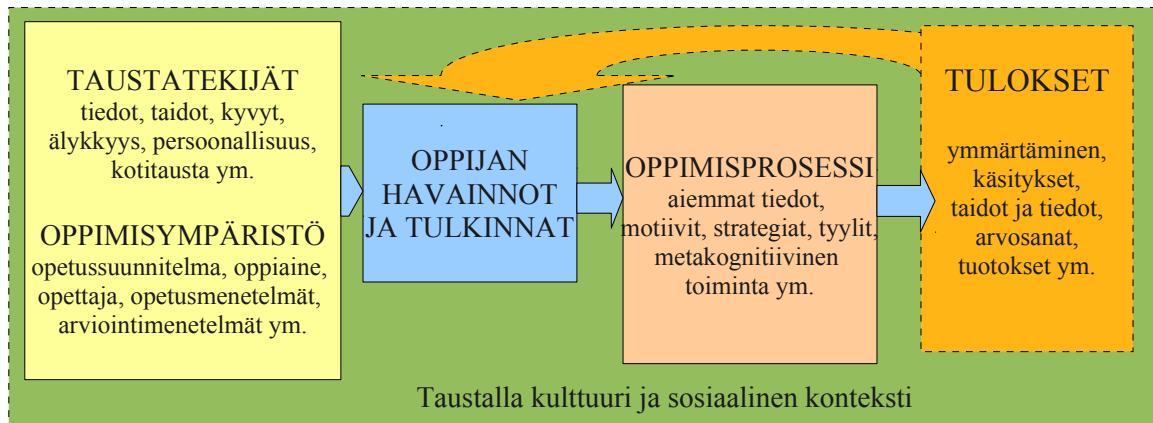 TAUSTATEKIJÄT
tiedot, taidot, kyvyt,
älykkyys, persoonallisuus,
kotitausta ym.
OPPIMISYMPÄRISTÖ
opetussuunnitelma, oppiaine,
opettaja, opetusmenetelmät,
arviointimenetelmät ym.
OPPIJAN
HAVAINNOT
JA TULKINNAT
OPPIMISPROSESSI
aiemmat tiedot,
motiivit, strategiat, tyylit,
metakognitiivinen
toiminta ym.
TULOKSET
ymmärtäminen,
käsitykset,
taidot ja tiedot,
arvosanat,
tuotokset ym.
Taustalla kulttuuri ja sosiaalinen konteksti